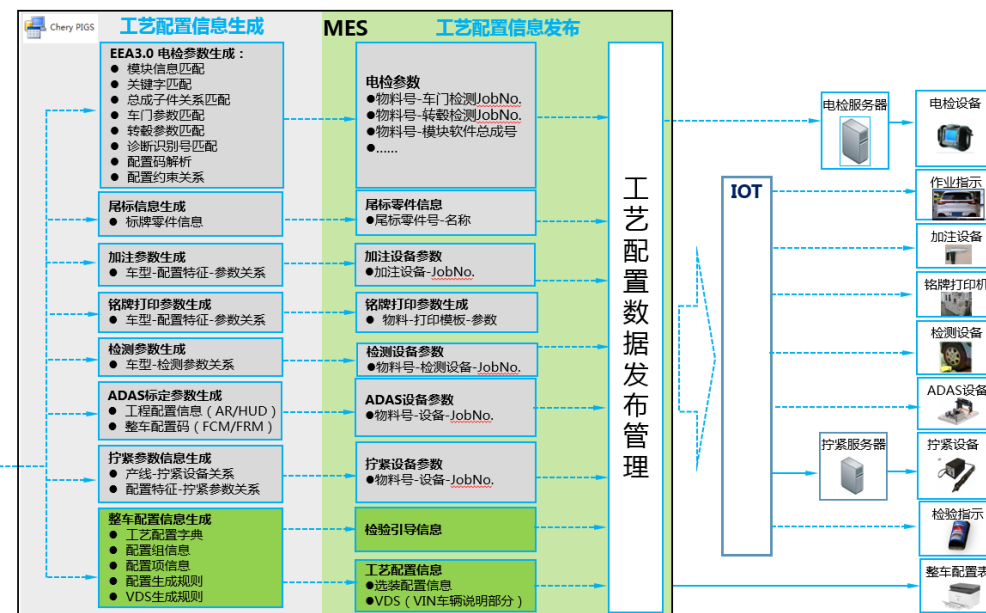 Chery PIGS
工艺配置信息生成
MES
工艺配置信息发布
EEA3.0 电检参数生成：
● 模块信息匹配
● 关键字匹配
● 总成子件关系匹配
● 车门参数匹配
● 转毂参数匹配
● 诊断识别号匹配
● 配置码解析
● 配置约束关系
尾标信息生成
● 标牌零件信息
加注参数生成
● 车型-配置特征-参数关系
铭牌打印参数生成
● 车型-配置特征-参数关系
检测参数生成
● 车型-检测参数关系
ADAS标定参数生成
● 工程配置信息（AR/HUD）
● 整车配置码（FCM/FRM）
拧紧参数信息生成
● 产线-拧紧设备关系
● 配置特征-拧紧参数关系
整车配置信息生成
● 工艺配置字典
● 配置组信息
● 配置项信息
● 配置生成规则
● VDS生成规则
电检参数
●物料号-车门检测JobNo.
●物料号-转毂检测JobNo.
●物料号-模块软件总成号
●......
尾标零件信息
●尾标零件号-名称
加注设备参数
●加注设备-JobNo.
铭牌打印参数生成
● 物料-打印模板-参数
检测设备参数
●物料号-检测设备-JobNo.
ADAS设备参数
●物料号-设备-JobNo.
拧紧设备参数
●物料号-设备-JobNo.
检验引导信息
工艺配置信息
●选装配置信息
●VDS（VIN车辆说明部分）
工艺配置数据发布管理
IOT
电检服务器
电检设备
作业指示
加注设备
铭牌打印机
检测设备
ADAS设备
拧紧服务器
拧紧设备
检验指示
整车配置表